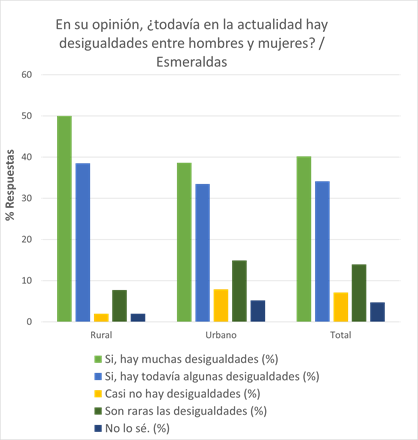 En su opinión, ¿todavía en la actualidad hay
desigualdades entre hombres y mujeres? /
Esmeraldas
60
50
40
30
20
10
0
% Respuestas
Rural
Urbano
Total
Si, hay muchas desigualdades (%)
Si, hay todavía algunas desigualdades (%)
Casi no hay desigualdades (%)
Son raras las desigualdades (%)
No lo sé. (%)